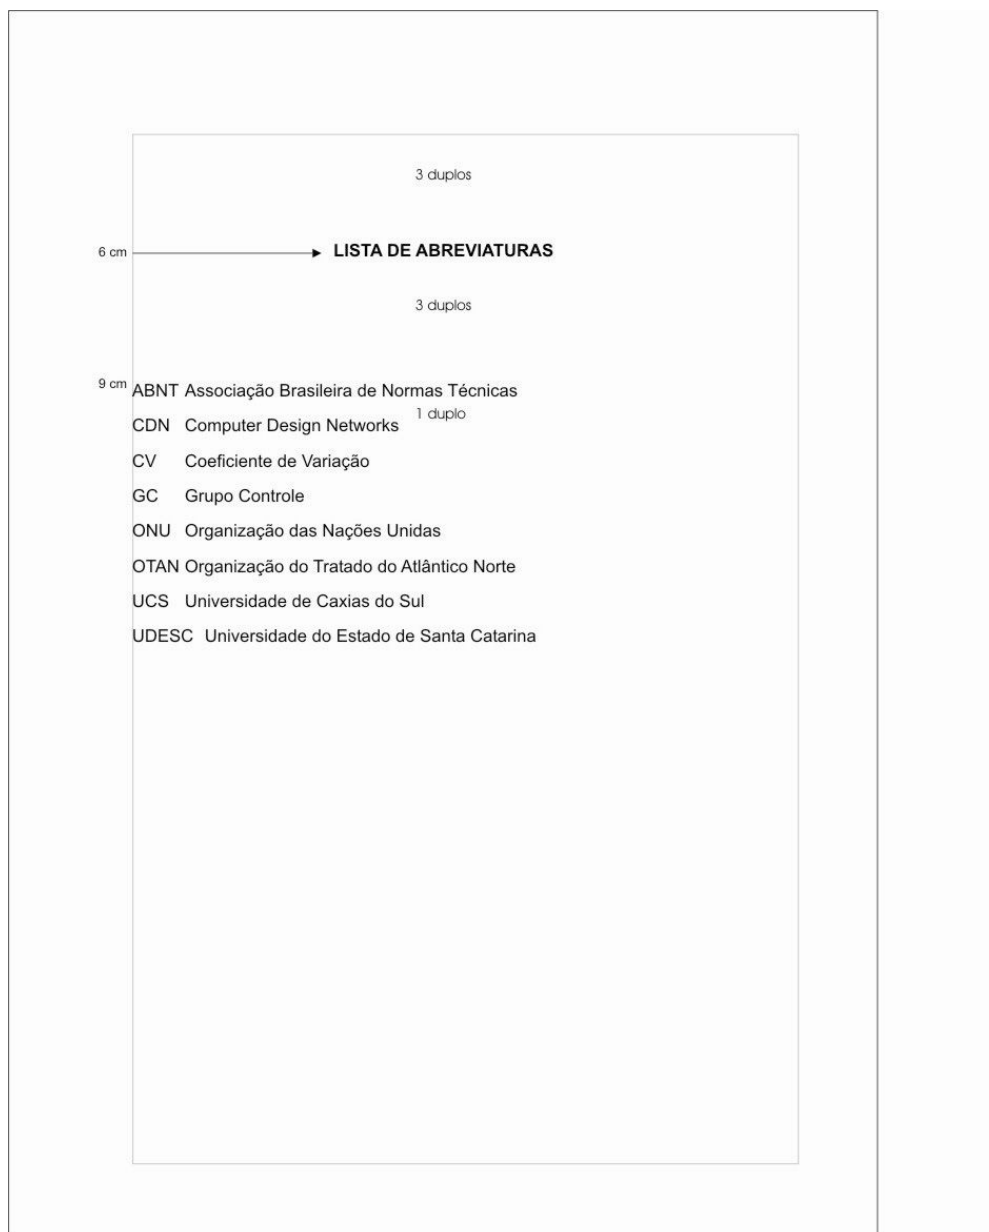 3 duplos
6 cm LISTA DE ABREVIATURAS
3 duplos
9 cm ABNT Associação Brasileira de Normas Técnicas
1 duplo
CDN Computer Design Networks
CV Coeficiente de Variação
GC Grupo Controle
ONU Organização das Nações Unidas
OTAN Organização do Tratado do Atlântico Norte
UCS Universidade de Caxias do Sul
UDESC Universidade do Estado de Santa Catarina